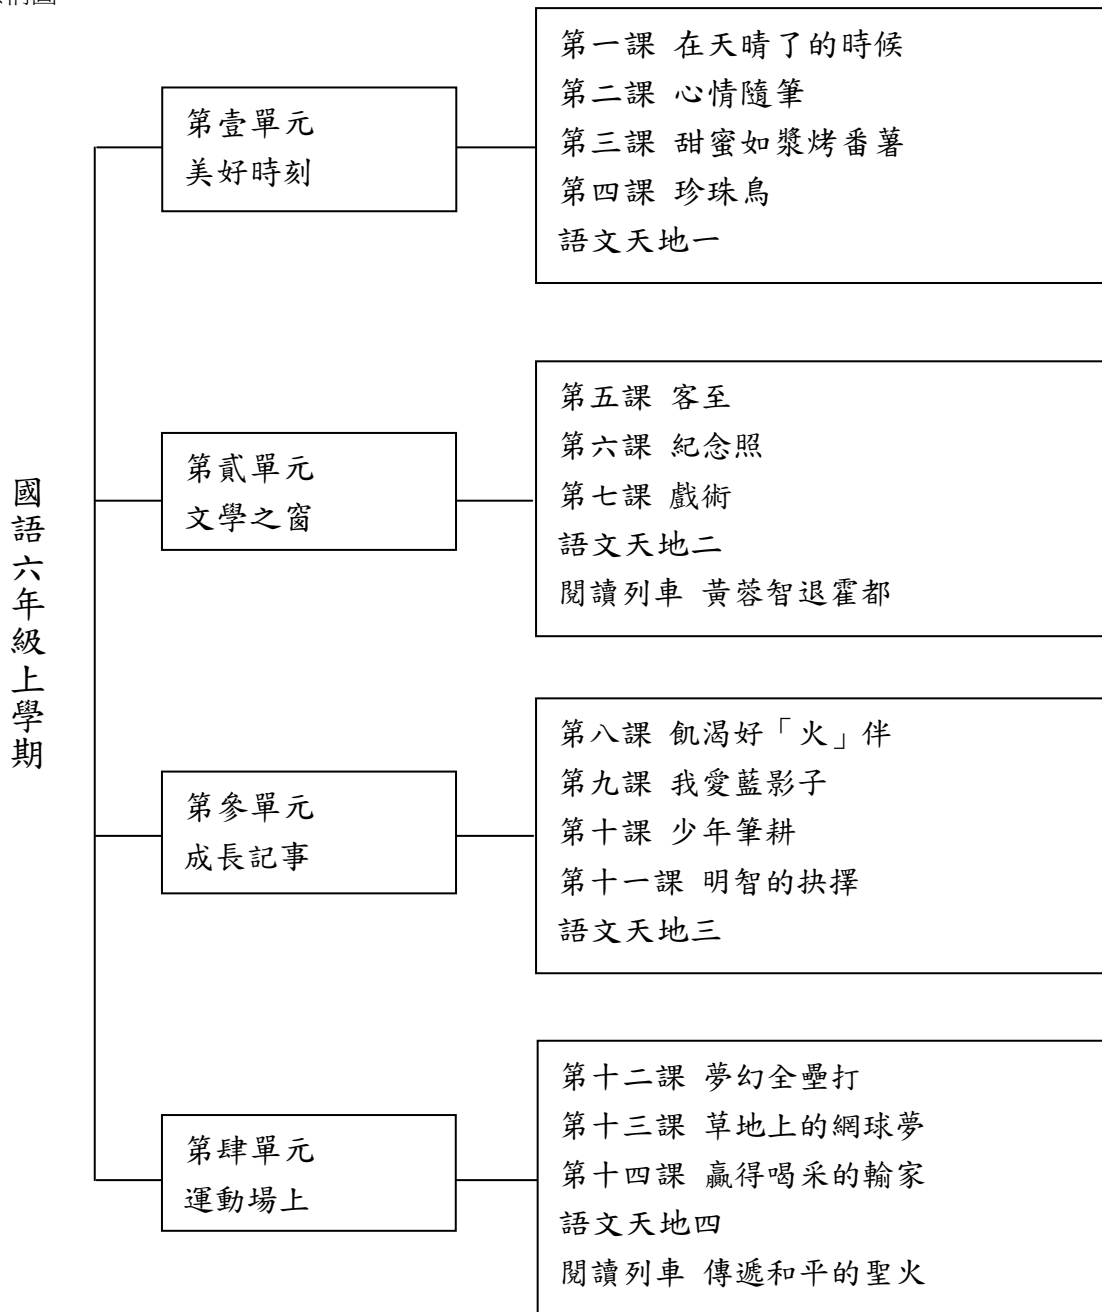 國語六年級上學期
第壹單元
美好時刻
第一課 在天晴了的時候
第二課 心情隨筆
第三課 甜蜜如漿烤番薯
第四課 珍珠鳥
語文天地一
第貳單元
文學之窗
第五課 客至
第六課 紀念照
第七課 戲術
語文天地二
閱讀列車 黃蓉智退霍都
第參單元
成長記事
第八課 飢渴好「火」伴
第九課 我愛藍影子
第十課 少年筆耕
第十一課 明智的抉擇
語文天地三
第肆單元
運動場上
第十二課 夢幻全壘打
第十三課 草地上的網球夢
第十四課 贏得喝采的輸家
語文天地四
閱讀列車 傳遞和平的聖火